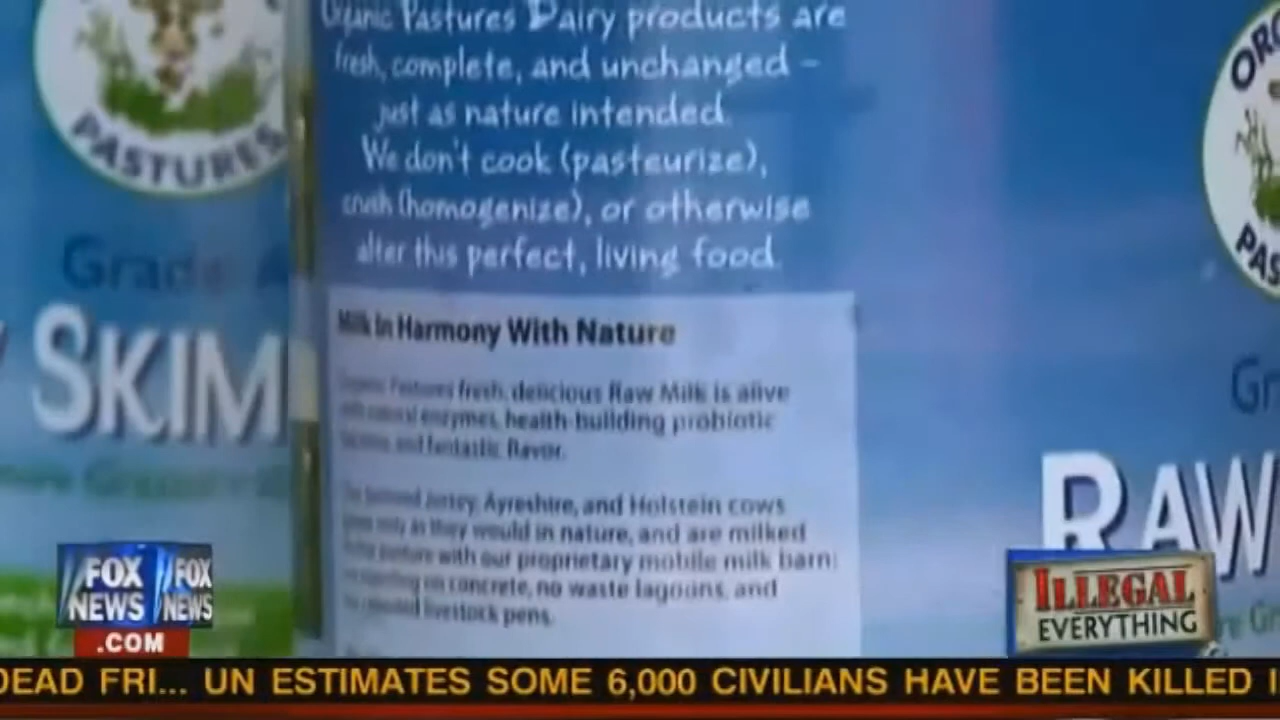 Organic Pastures Dairy products are
fresh, complete, and unchanged –
just as nature intended.
We don't cook (pasteurize),
crush (homogenize), or otherwise
alter this perfect, living food.
Milk In Harmony With Nature
Organic Pastures fresh, delicious Raw Milk is alive
with natural enzymes, health-building probiotic
and fantastic flavor.
Jersey, Ayreshire, and Holstein cows
only as they would in nature, and are milked
pasture with our proprietary mobile milk barn:
on concrete, no waste lagoons, and
livestock pens.
PASTURES
Grade A
SKIM
ORG
PAS
Gr
RAW
FOX NEWS .COM
FOX NEWS
ILLEGAL
EVERYTHING
DEAD FRI... UN ESTIMATES SOME 6,000 CIVILIANS HAVE BEEN KILLED I